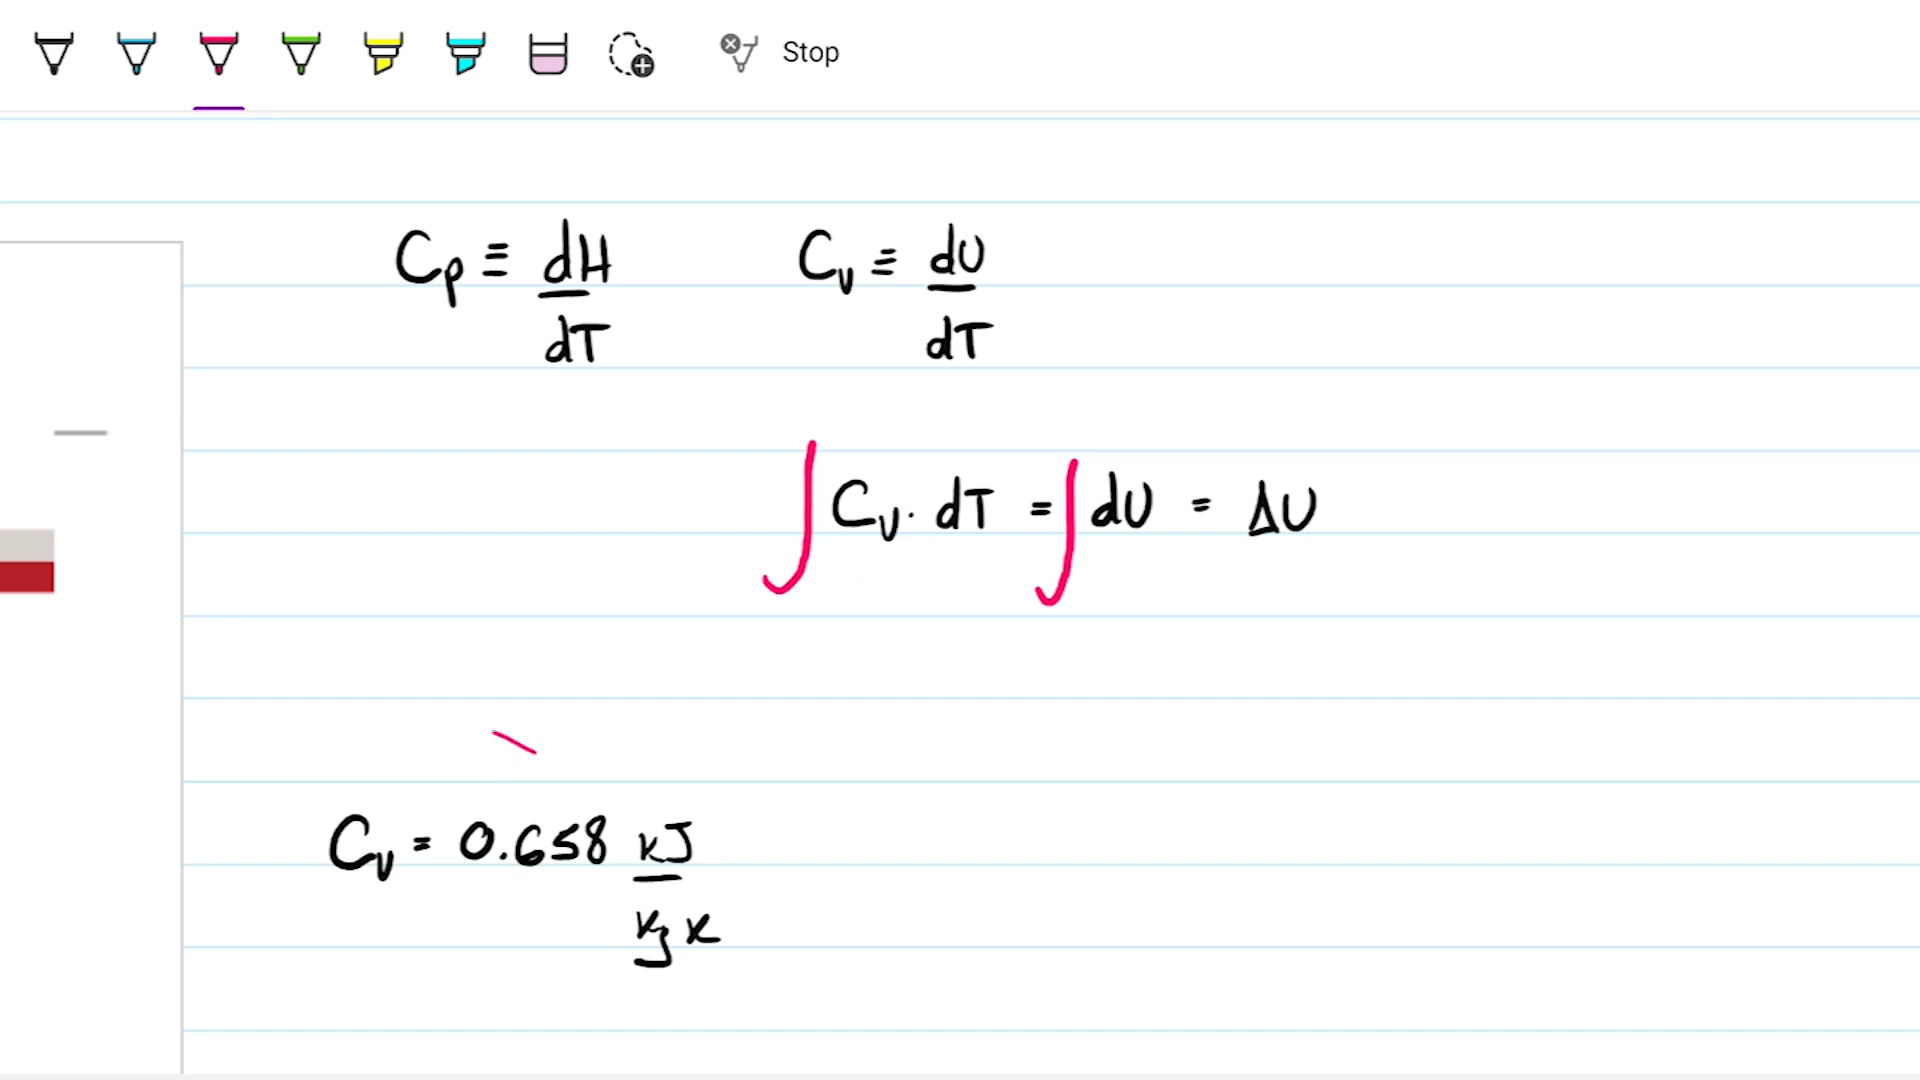 Stop
Cp ≡ dH/dT    Cv ≡ dU/dT
∫ Cv · dT = ∫ dU = ΔU
Cv = 0.658 kJ/kg K